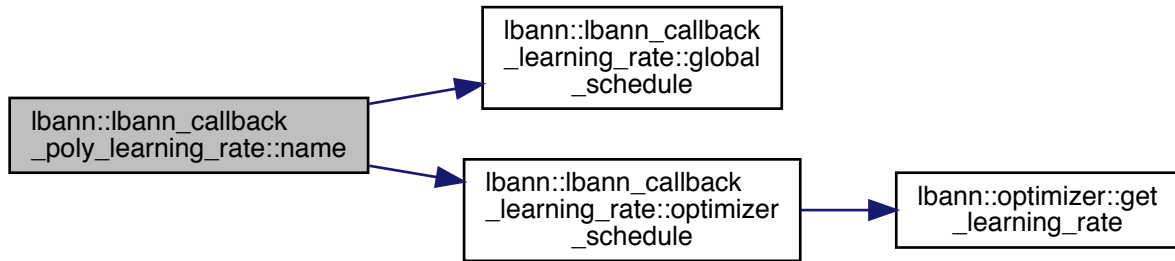 lbann::lbann_callback
_poly_learning_rate::name
lbann::lbann_callback
_learning_rate::global
_schedule
lbann::lbann_callback
_learning_rate::optimizer
_schedule
lbann::optimizer::get
_learning_rate